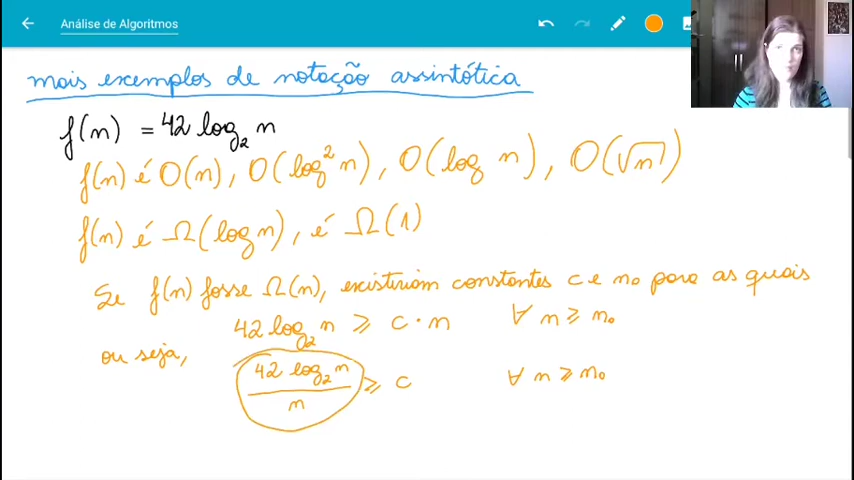 Análise de Algoritmos
mais exemplos de notação assintótica
f(n) = 42 log₂ n
f(n) é O(n), O(log² n), O(log n), O(√n)
f(n) é Ω(log n), é Ω(1)
Se f(n) fosse Ω(n), existiriam constantes c e n₀ para as quais
42 log₂ n ≥ c · n ∀ n ≥ n₀
ou seja,
42 log₂ n
n
≥ c ∀ n ≥ n₀